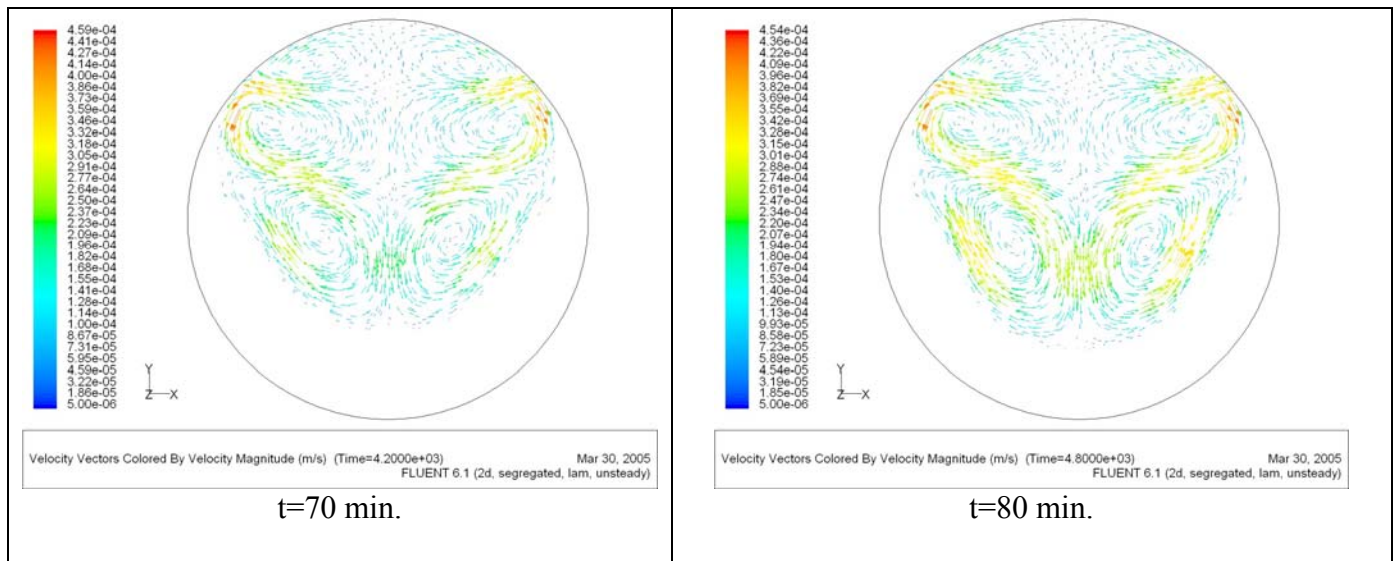 4.59e-04
4.41e-04
4.27e-04
4.14e-04
4.00e-04
3.86e-04
3.73e-04
3.59e-04
3.46e-04
3.32e-04
3.18e-04
3.05e-04
2.91e-04
2.77e-04
2.64e-04
2.50e-04
2.37e-04
2.23e-04
2.09e-04
1.96e-04
1.82e-04
1.68e-04
1.55e-04
1.41e-04
1.28e-04
1.14e-04
1.00e-04
8.67e-05
7.31e-05
5.95e-05
4.59e-05
3.22e-05
1.86e-05
5.00e-06
Y
Z X
Velocity Vectors Colored By Velocity Magnitude (m/s) (Time=4.2000e+03) Mar 30, 2005
FLUENT 6.1 (2d, segregated, lam, unsteady)
t=70 min.
4.54e-04
4.36e-04
4.22e-04
4.09e-04
3.96e-04
3.82e-04
3.69e-04
3.55e-04
3.42e-04
3.28e-04
3.15e-04
3.01e-04
2.88e-04
2.74e-04
2.61e-04
2.47e-04
2.34e-04
2.20e-04
2.07e-04
1.94e-04
1.80e-04
1.67e-04
1.53e-04
1.40e-04
1.26e-04
1.13e-04
9.93e-05
8.58e-05
7.23e-05
5.89e-05
4.54e-05
3.19e-05
1.85e-05
5.00e-06
Y
Z X
Velocity Vectors Colored By Velocity Magnitude (m/s) (Time=4.8000e+03) Mar 30, 2005
FLUENT 6.1 (2d, segregated, lam, unsteady)
t=80 min.